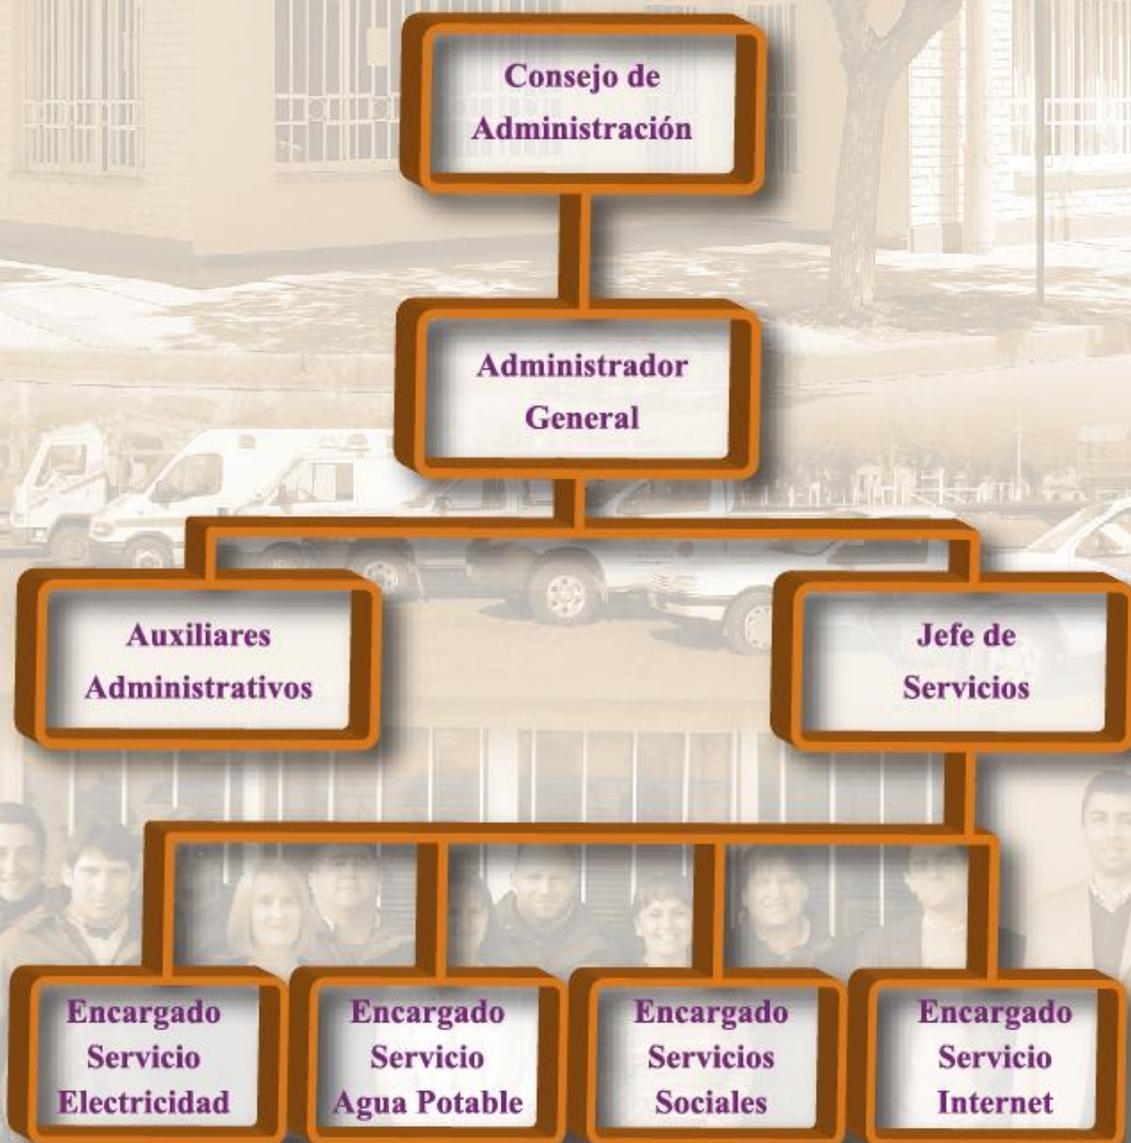 Consejo de
Administración
Administrador
General
Auxiliares
Administrativos
Jefe de
Servicios
Encargado
Servicio
Electricidad
Encargado
Servicio
Agua Potable
Encargado
Servicios
Sociales
Encargado
Servicio
Internet